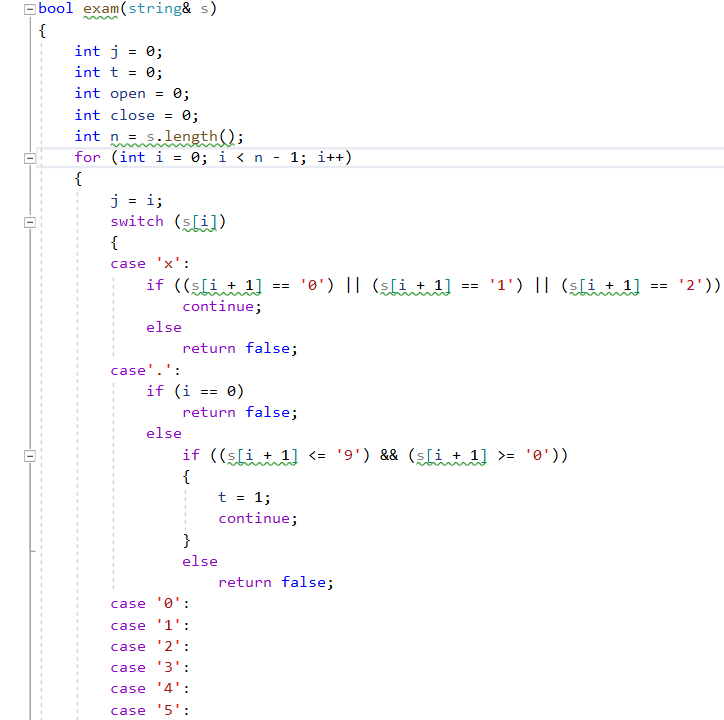 bool exam(string& s)
{
    int j = 0;
    int t = 0;
    int open = 0;
    int close = 0;
    int n = s.length();
    for (int i = 0; i < n - 1; i++)
    {
        j = i;
        switch (s[i])
        {
        case 'x':
            if ((s[i + 1] == '0') || (s[i + 1] == '1') || (s[i + 1] == '2'))
                continue;
            else
                return false;
        case'.':
            if (i == 0)
                return false;
            else
                if ((s[i + 1] <= '9') && (s[i + 1] >= '0'))
                {
                    t = 1;
                    continue;
                }
                else
                    return false;
        case '0':
        case '1':
        case '2':
        case '3':
        case '4':
        case '5':